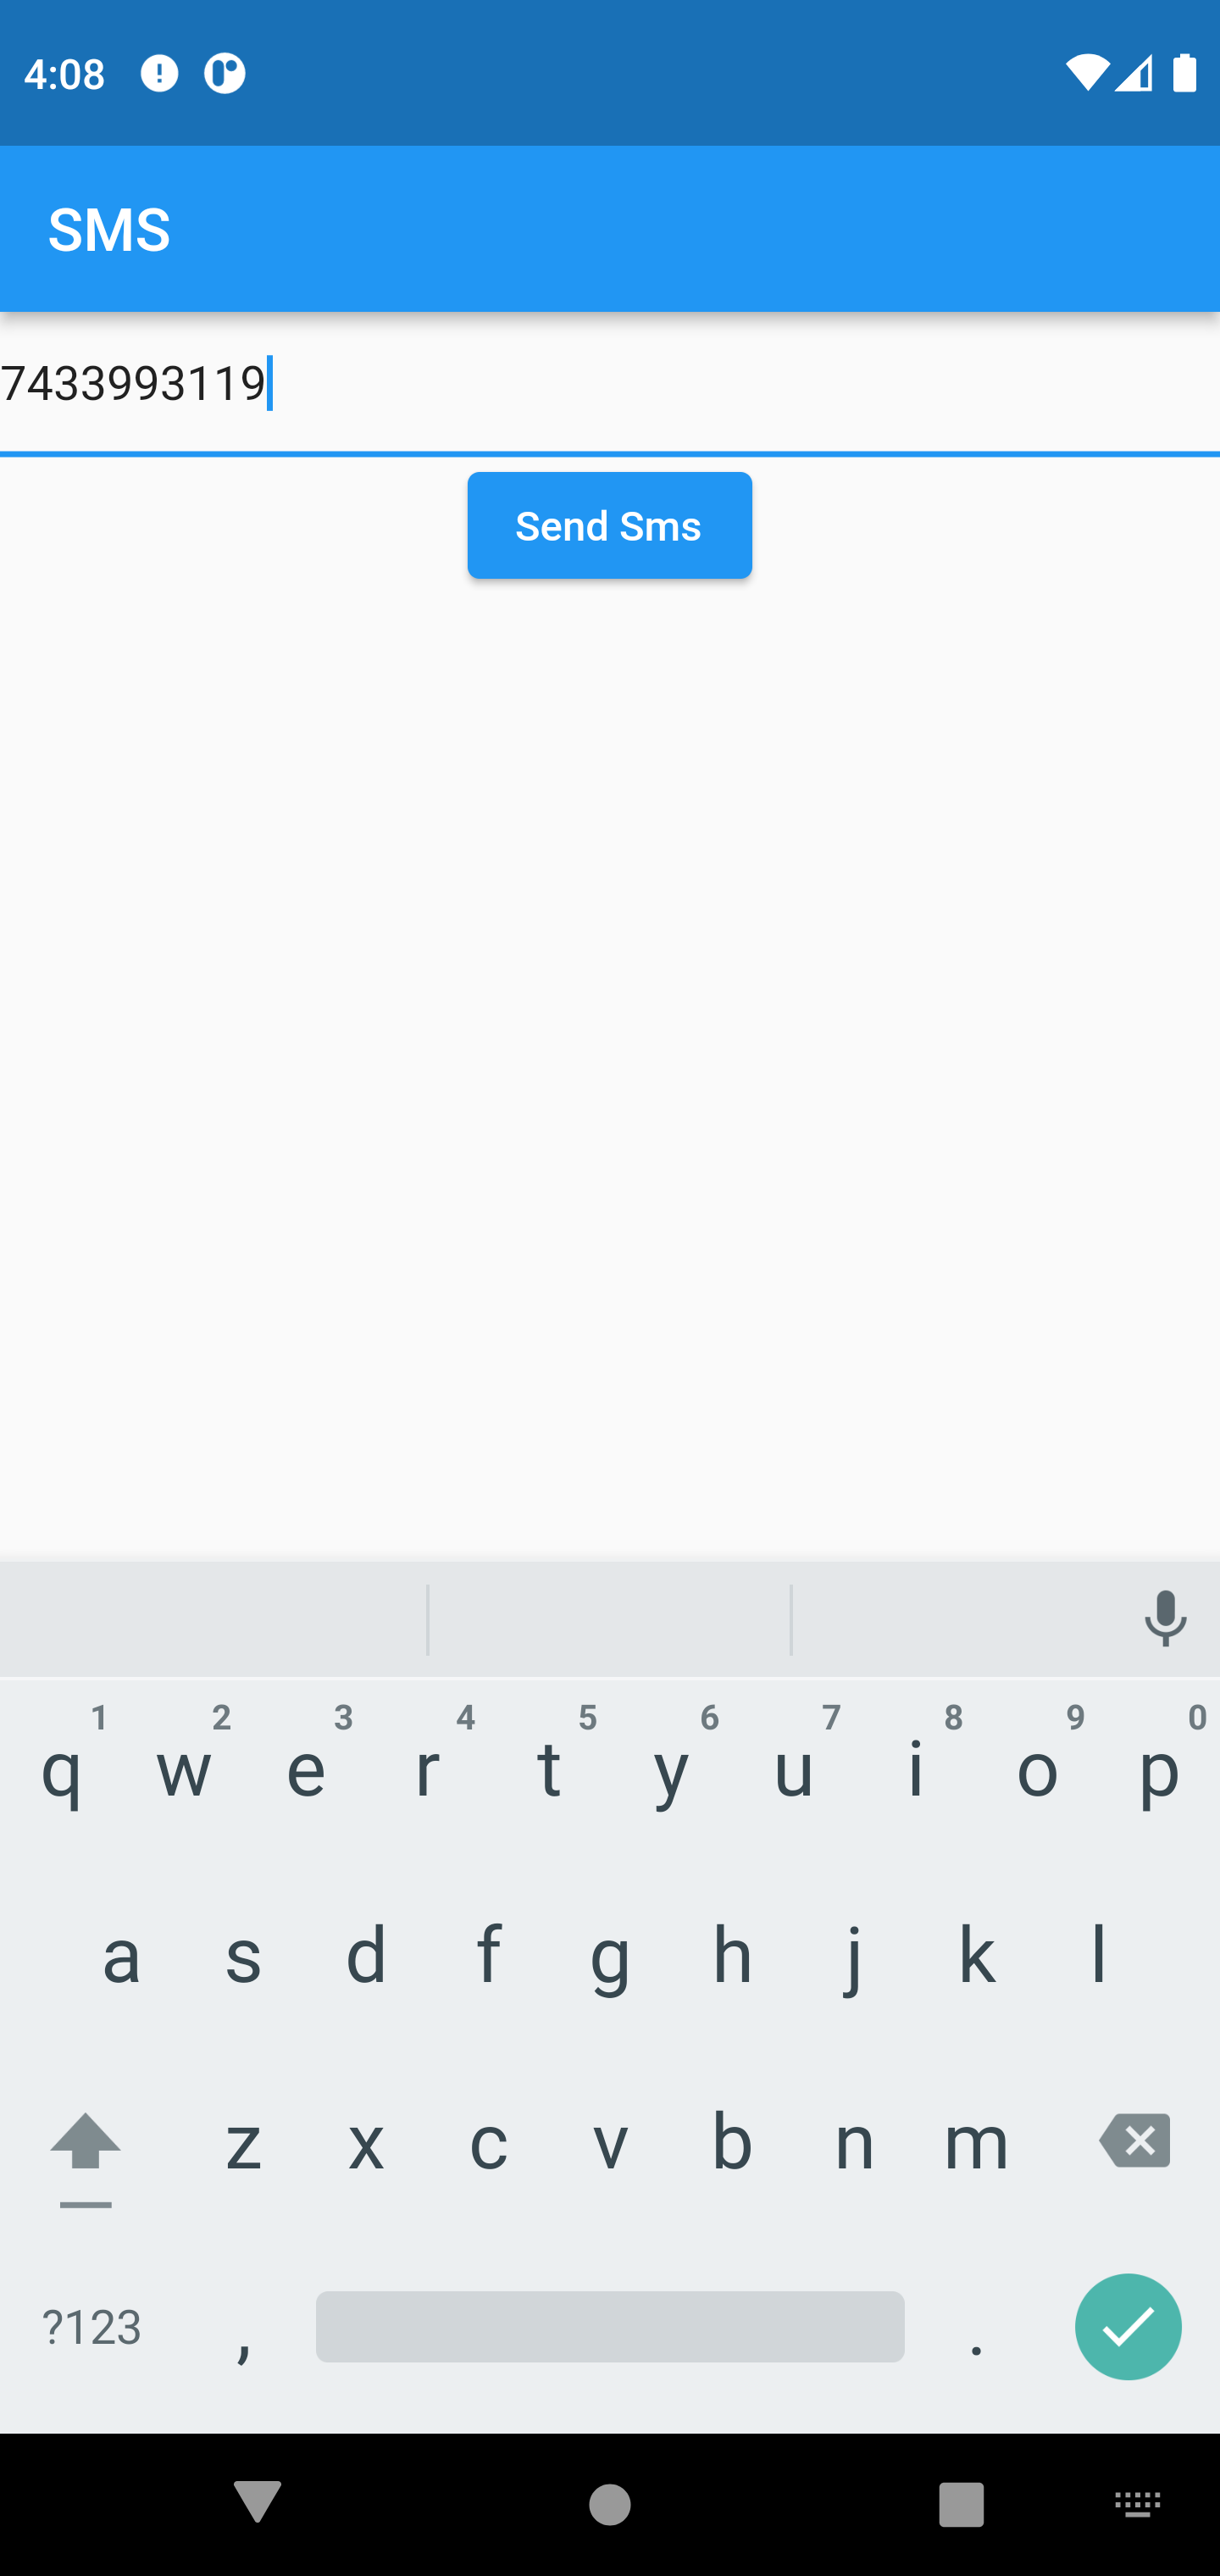 4:08
SMS
7433993119
Send Sms
1 2 3 4 5 6 7 8 9 0
q w e r t y u i o p
a s d f g h j k l
z x c v b n m
?123 , .